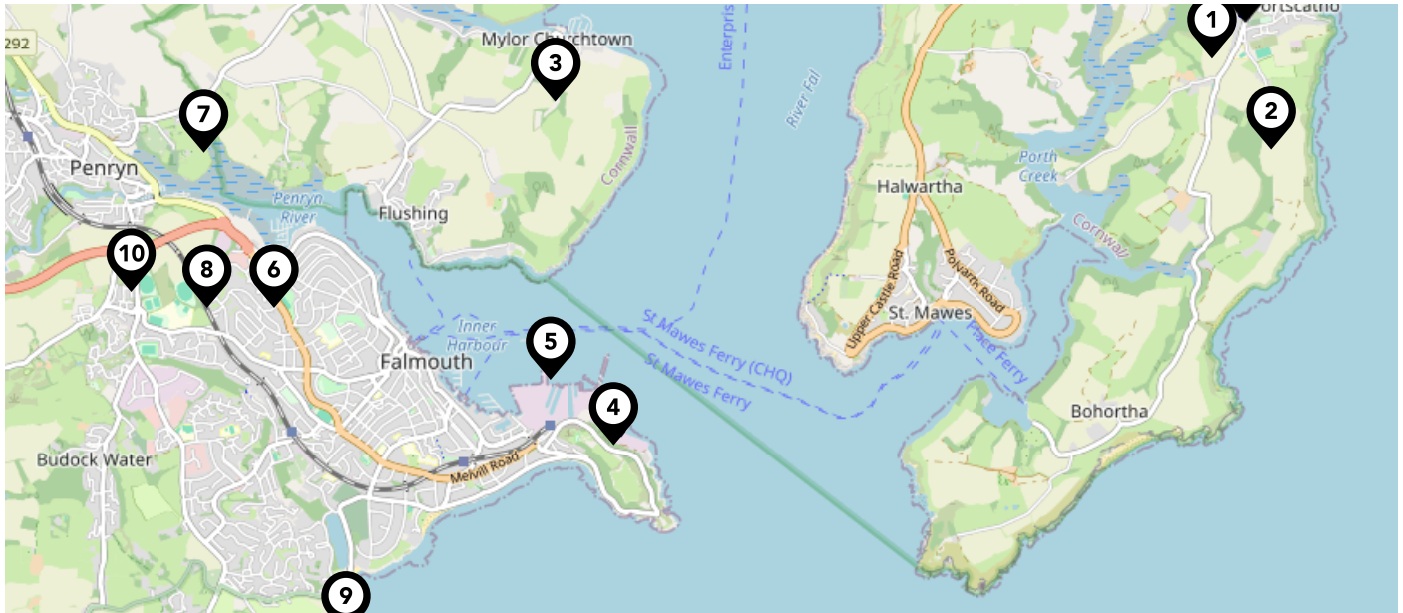 1
ortscatho
292
Mylor Churchtown
3
Enterpris
River Fal
7
2
Penryn
Cornwall
Porth
Creek
Halwartha
Penryn
River
Flushing
Cornwall
10
8
6
Upper Castle Road
Polvarth Road
St. Mawes
Inner
Harbour
St Mawes Ferry (CHQ)
Place Ferry
5
Falmouth
St Mawes Ferry
4
Bohortha
Budock Water
Melvill Road
9